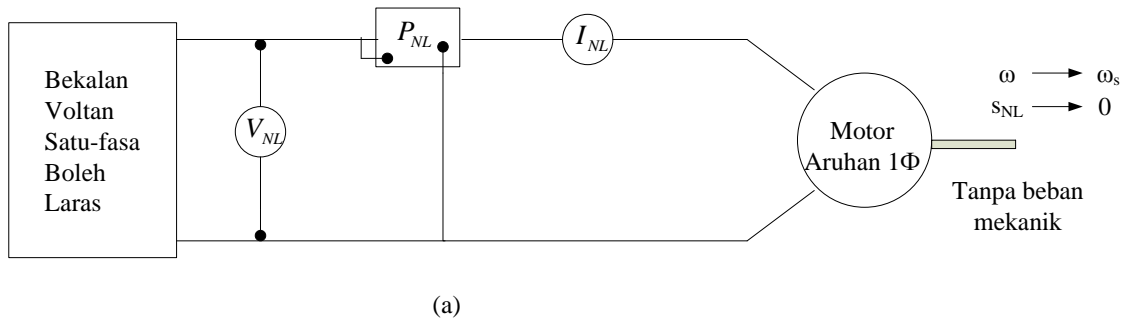 Bekalan
Voltan
Satu-fasa
Boleh
Laras
V_NL
P_NL
I_NL
Motor
Aruhan 1Φ
ω → ω_s
s_NL → 0
Tanpa beban
mekanik
(a)